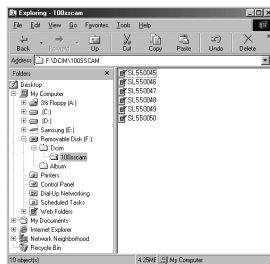 Exploring - 100sscam
File Edit View Go Favorites Tools Help
Back Forward Up Cut Copy Paste Undo Delete
Address F:\DCIM\100SSCAM
Folders
Desktop
My Computer
3½ Floppy (A:)
(C:)
(D:)
Samsung (E:)
Removable Disk (F:)
Dcim
100sscam
Album
Printers
Control Panel
Dial-Up Networking
Scheduled Tasks
Web Folders
My Documents
Internet Explorer
Network Neighborhood
Recycle Bin
SL550045
SL550046
SL550047
SL550048
SL550049
SL550050
10 object(s) 4.25ME My Computer